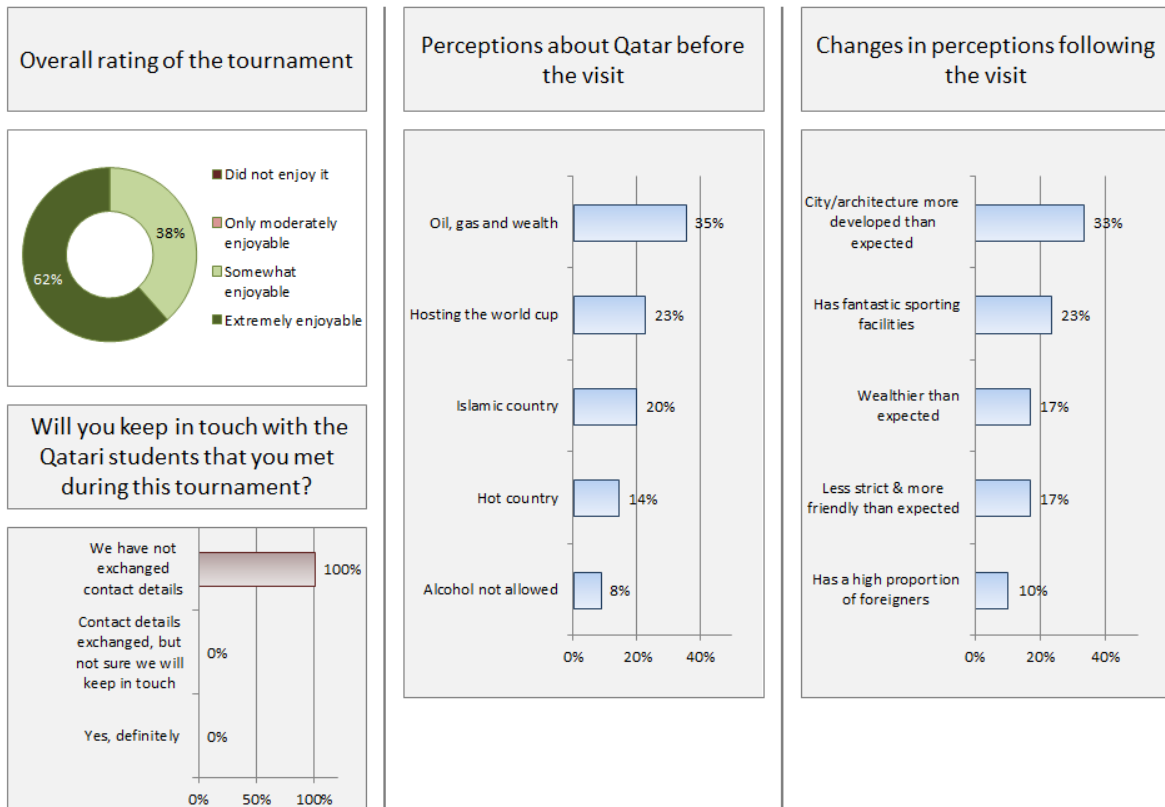 Overall rating of the tournament
38%
62%
Did not enjoy it
Only moderately
enjoyable
Somewhat
enjoyable
Extremely enjoyable
Will you keep in touch with the
Qatari students that you met
during this tournament?
We have not
exchanged
contact details
100%
Contact details
exchanged, but
not sure we will
keep in touch
0%
Yes, definitely
0%
0% 50% 100%
Perceptions about Qatar before
the visit
Oil, gas and wealth 35%
Hosting the world cup 23%
Islamic country 20%
Hot country 14%
Alcohol not allowed 8%
0% 20% 40%
Changes in perceptions following
the visit
City/architecture more
developed than
expected
33%
Has fantastic sporting
facilities
23%
Wealthier than
expected
17%
Less strict & more
friendly than expected
17%
Has a high proportion
of foreigners
10%
0% 20% 40%